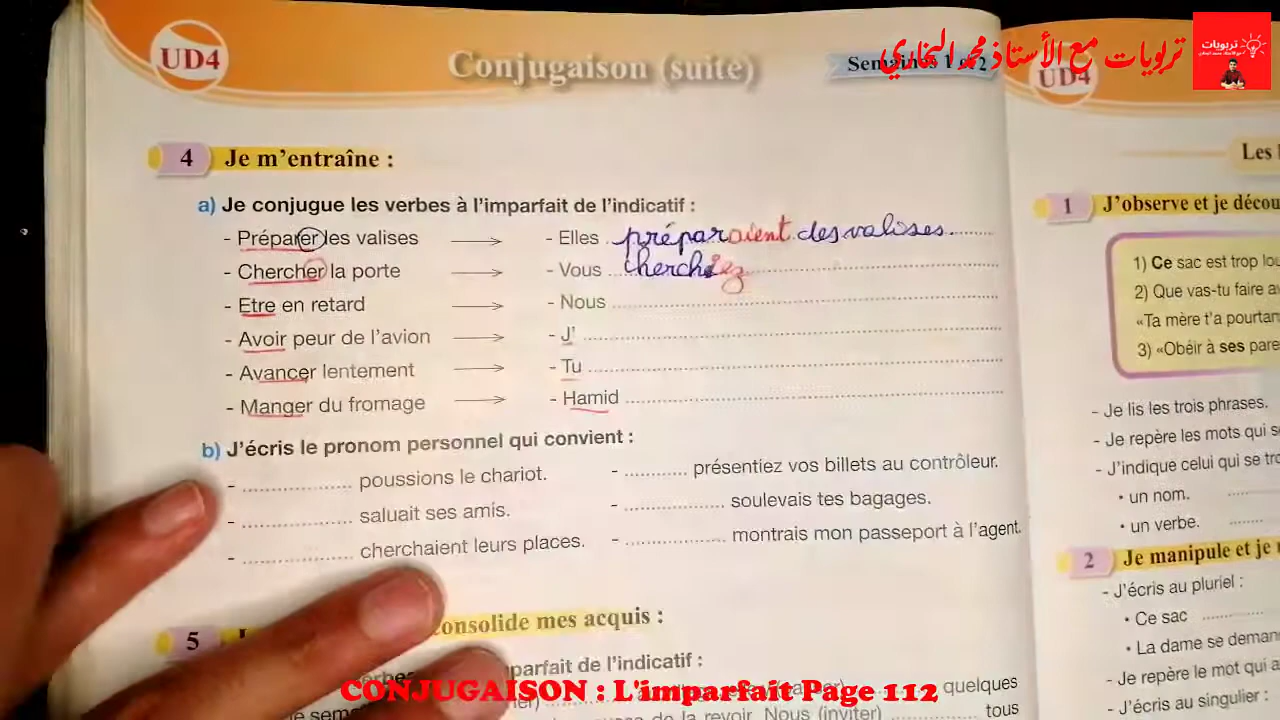 UD4
Conjugaison (suite)
Semaines 1 et 2
UD4
تربويات مع الأستاذ محمد البخاري
تربويات
4 Je m'entraîne :
a) Je conjugue les verbes à l'imparfait de l'indicatif :
- Préparer les valises → - Elles préparaient des valises.
- Chercher la porte → - Vous cherchiez
- Etre en retard → - Nous
- Avoir peur de l'avion → - J'
- Avancer lentement → - Tu
- Manger du fromage → - Hamid
b) J'écris le pronom personnel qui convient :
- .................... poussions le chariot.
- .................... saluait ses amis.
- .................... cherchaient leurs places.
- ............ présentiez vos billets au contrôleur.
- .................. soulevais tes bagages.
- .................. montrais mon passeport à l'agent.
5
consolide mes acquis :
imparfait de l'indicatif :
quelques
de la revoir. Nous (inviter) ............ tous
CONJUGAISON : L'imparfait Page 112
Les
1 J'observe et je
1) Ce sac est trop
2) Que vas-tu faire
«Ta mère t'a
3) «Obéir à ses
- Je lis les trois phrases.
- Je repère les mots qui
- J'indique celui qui se
• un nom.
• un verbe.
2 Je manipule et je
- J'écris au pluriel :
• Ce sac
• La dame se
- Je repère le mot qui
- J'écris au singulier :